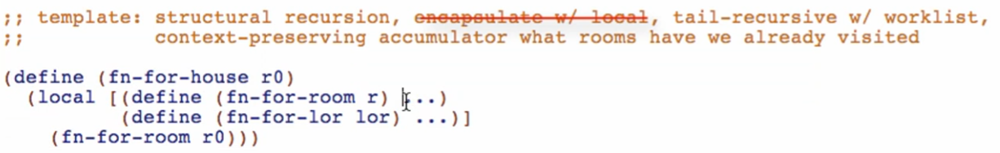 ;; template: structural recursion, encapsulate w/ local, tail-recursive w/ worklist,
;;           context-preserving accumulator what rooms have we already visited
(define (fn-for-house r0)
  (local [(define (fn-for-room r) ...)
          (define (fn-for-lor lor) ...)]
    (fn-for-room r0)))